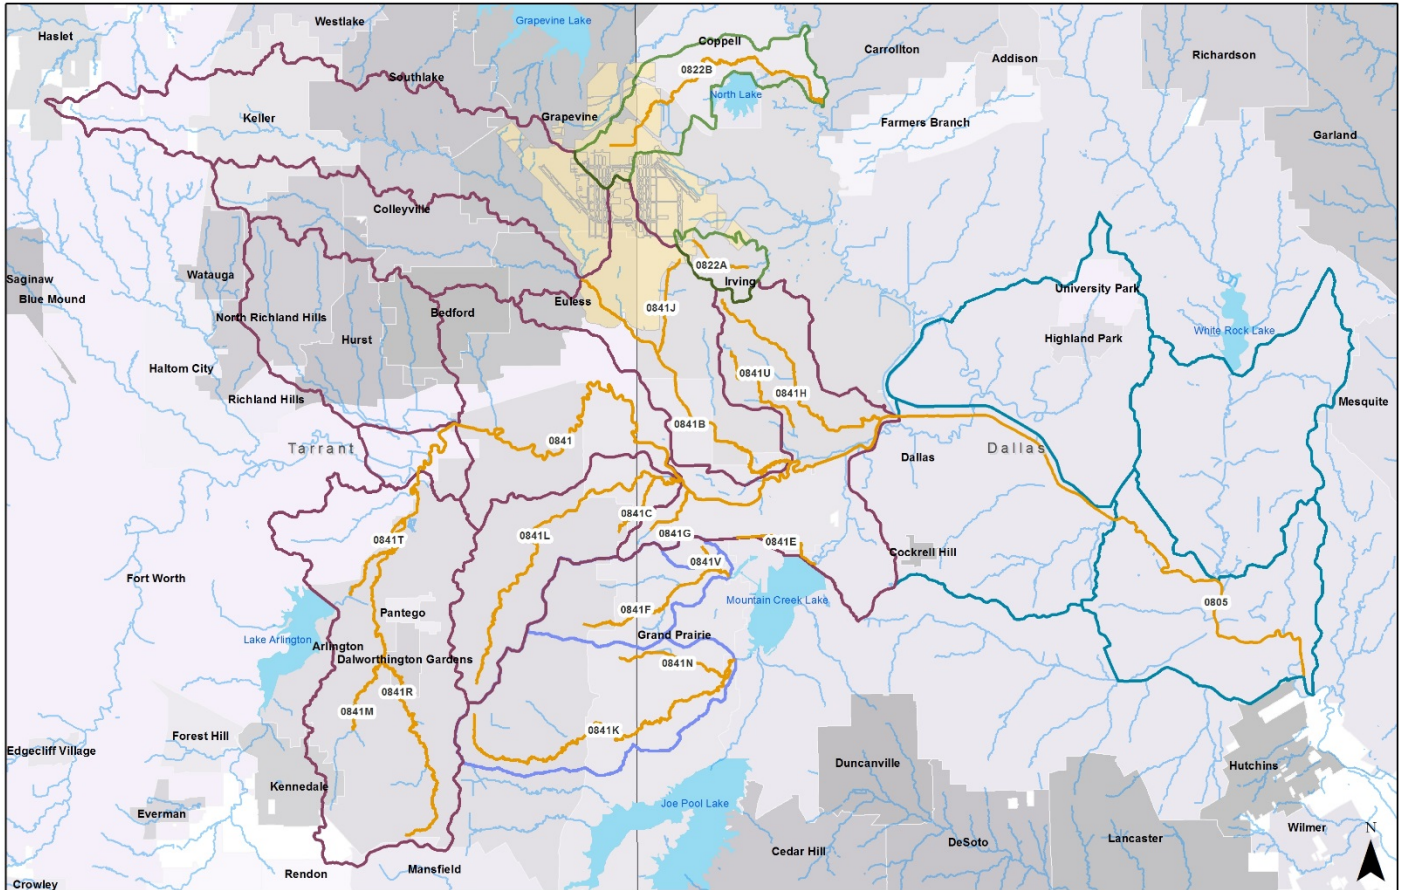 Westlake
Grapevine Lake
Haslet
Coppell
Carrollton
Richardson
Addison
Southlake
0822B
North Lake
Keller
Grapevine
Farmers Branch
Garland
Colleyville
0822A
Watauga
Saginaw
Irving
University Park
Blue Mound
Euless
0841J
Bedford
North Richland Hills
White Rock Lake
Hurst
Highland Park
Haltom City
0841U
0841H
Richland Hills
Mesquite
0841B
0841
Tarrant
Dallas
Dallas
0841C
0841G
0841L
0841T
0841E
Cockrell Hill
0841V
Fort Worth
Mountain Creek Lake
0841F
0805
Pantego
Lake Arlington
Grand Prairie
Arlington
Dalworthington Gardens
0841N
0841R
0841M
0841K
Forest Hill
Edgecliff Village
Duncanville
Hutchins
Kennedale
Joe Pool Lake
Everman
N
Wilmer
Lancaster
DeSoto
Cedar Hill
Mansfield
Rendon
Crowley